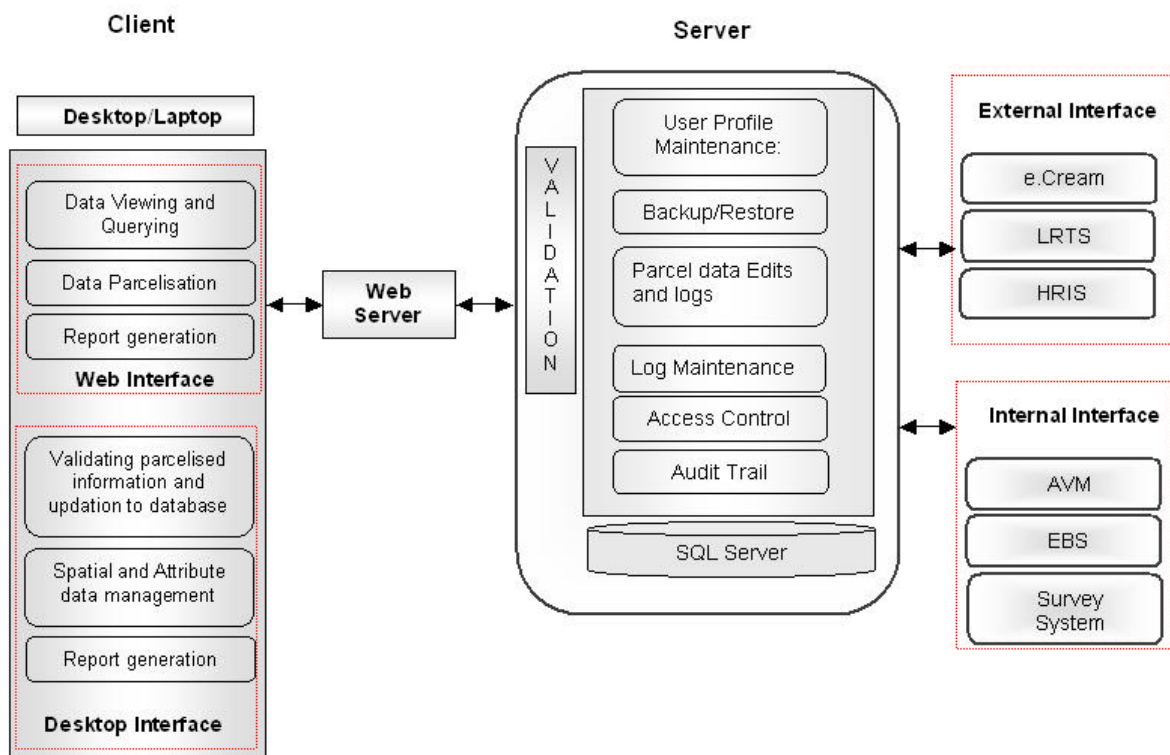 Client
Desktop/Laptop
Data Viewing and
Querying
Data Parcelisation
Report generation
Web Interface
Validating parcelised
information and
updation to database
Spatial and Attribute
data management
Report generation
Desktop Interface
Web
Server
Server
VALIDATION
User Profile
Maintenance:
Backup/Restore
Parcel data Edits
and logs
Log Maintenance
Access Control
Audit Trail
SQL Server
External Interface
e.Cream
LRTS
HRIS
Internal Interface
AVM
EBS
Survey
System